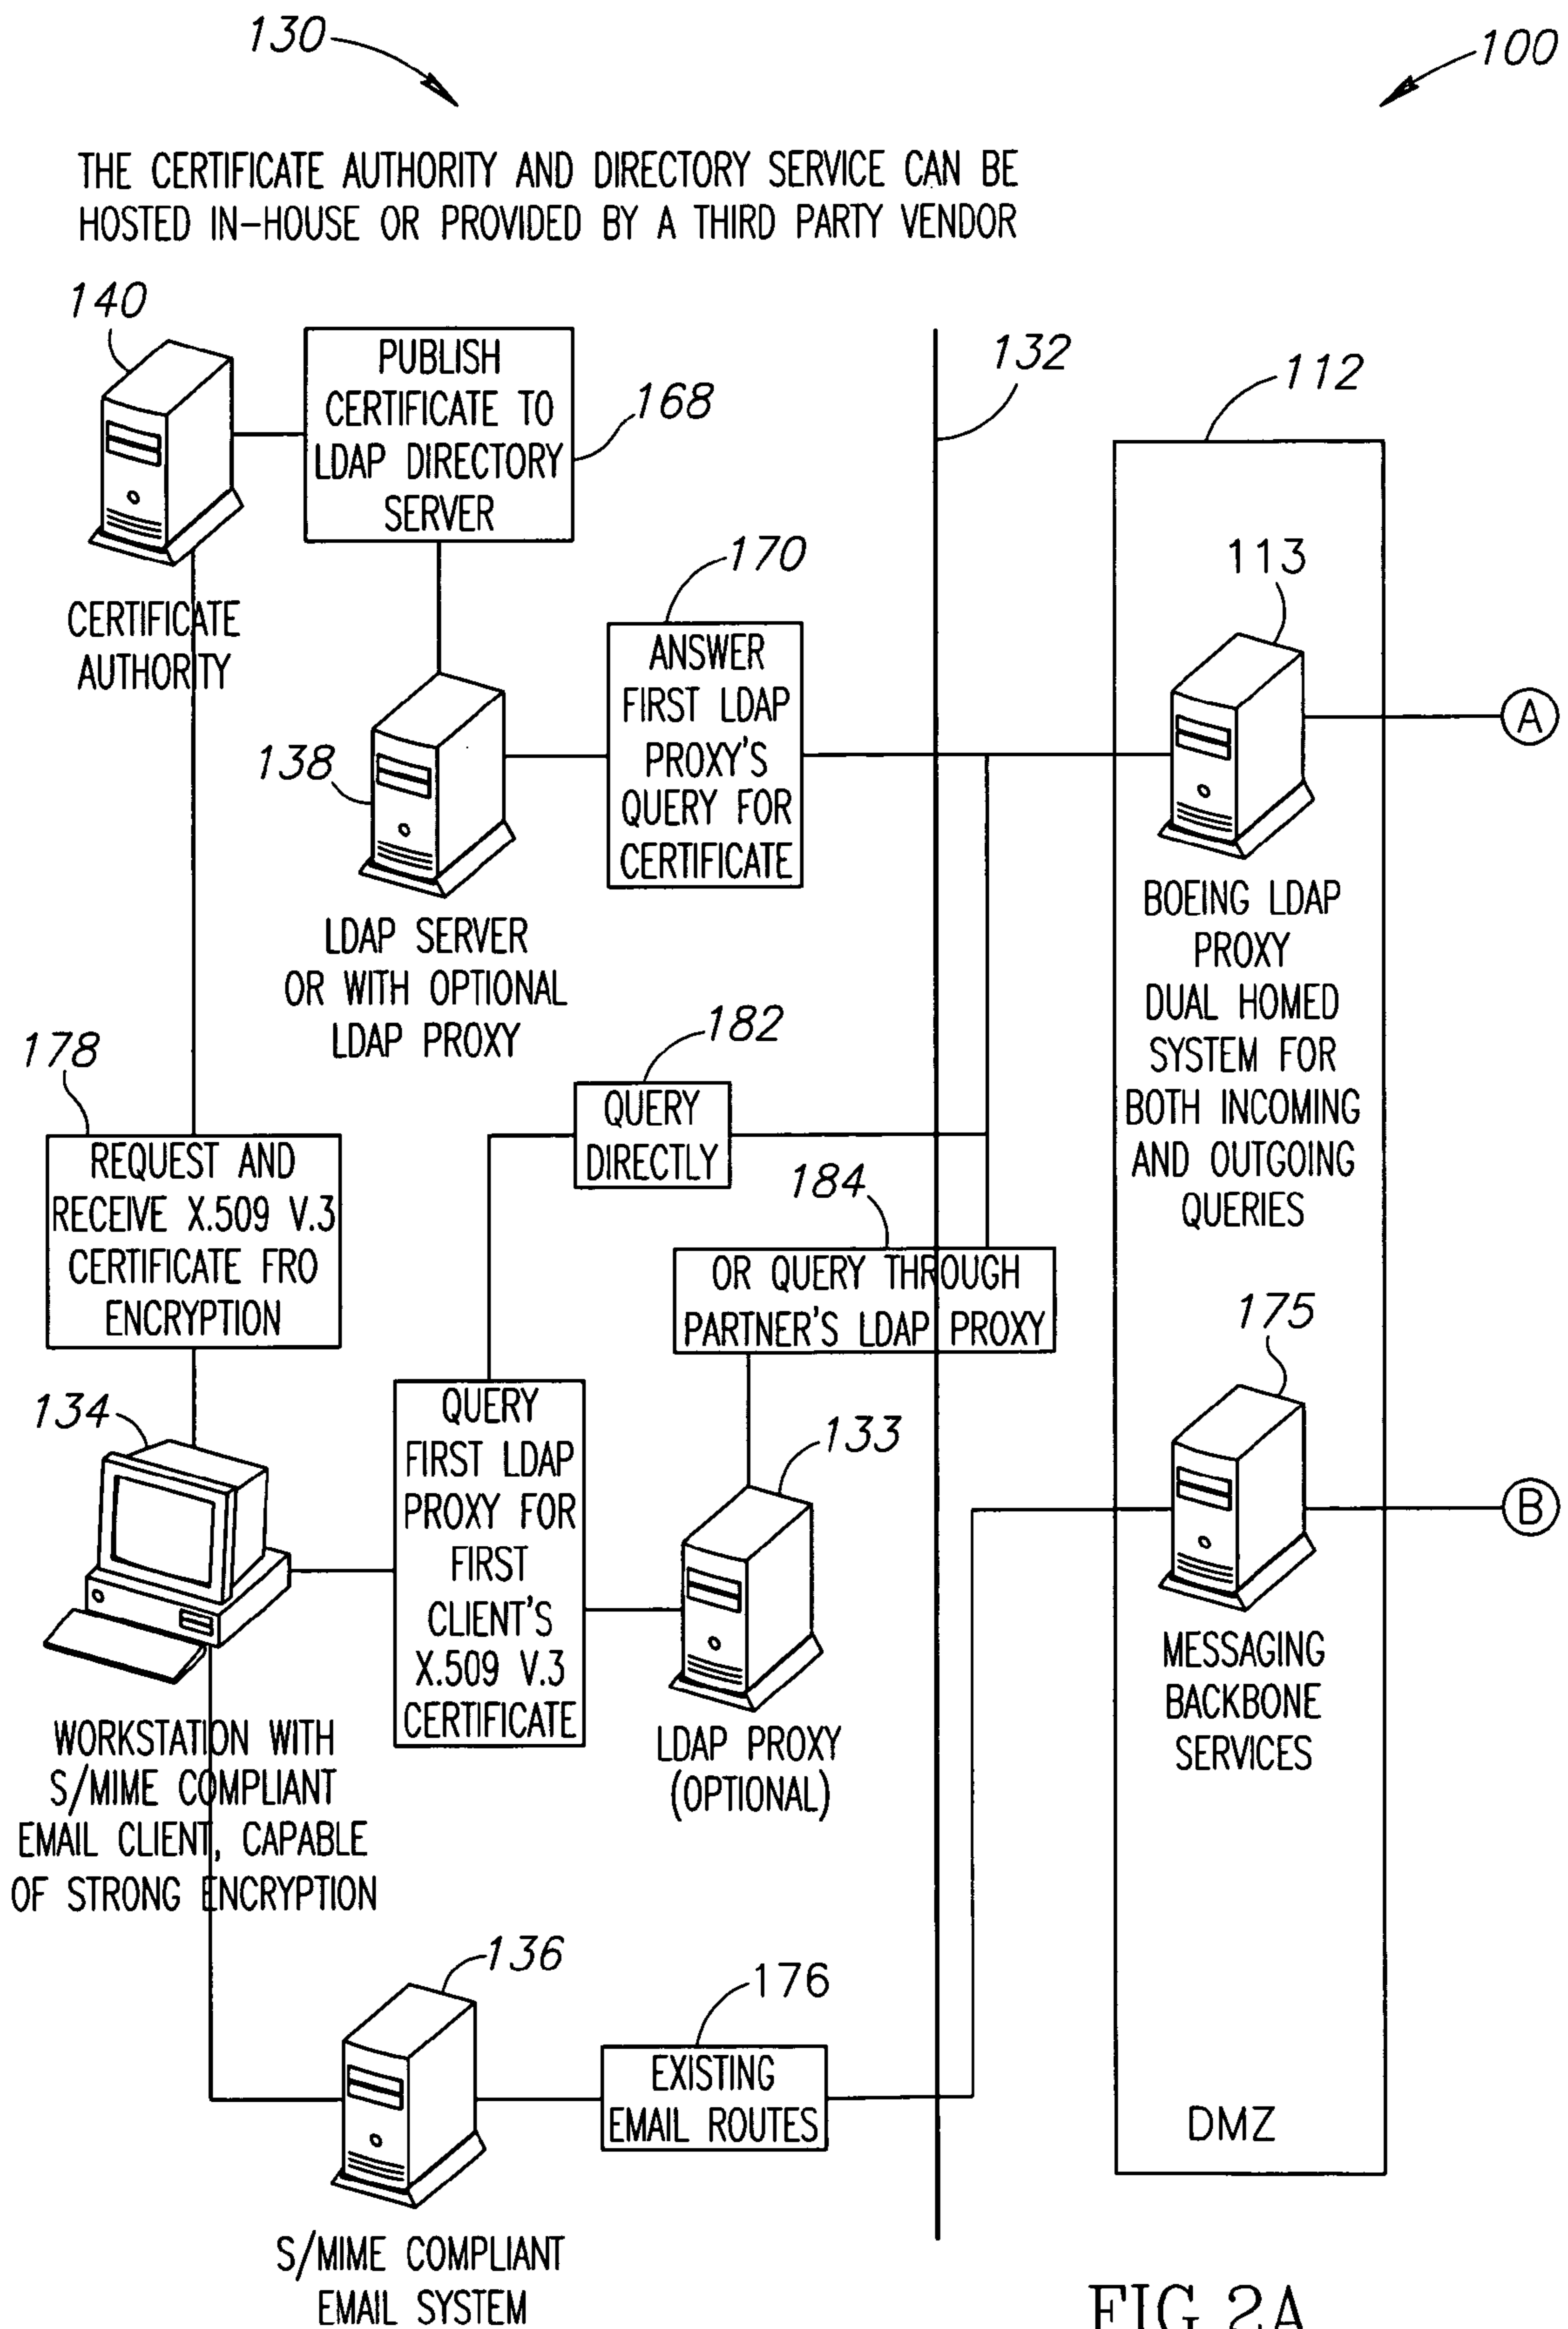 130
100
THE CERTIFICATE AUTHORITY AND DIRECTORY SERVICE CAN BE
HOSTED IN-HOUSE OR PROVIDED BY A THIRD PARTY VENDOR
140
PUBLISH
CERTIFICATE TO
LDAP DIRECTORY
SERVER
168
132
112
CERTIFICATE
AUTHORITY
170
ANSWER
FIRST LDAP
PROXY'S
QUERY FOR
CERTIFICATE
113
A
138
LDAP SERVER
OR WITH OPTIONAL
LDAP PROXY
BOEING LDAP
PROXY
DUAL HOMED
SYSTEM FOR
BOTH INCOMING
AND OUTGOING
QUERIES
178
REQUEST AND
RECEIVE X.509 V.3
CERTIFICATE FRO
ENCRYPTION
182
QUERY
DIRECTLY
184
OR QUERY THROUGH
PARTNER'S LDAP PROXY
175
134
QUERY
FIRST LDAP
PROXY FOR
FIRST
CLIENT'S
X.509 V.3
CERTIFICATE
133
B
WORKSTATION WITH
S/MIME COMPLIANT
EMAIL CLIENT, CAPABLE
OF STRONG ENCRYPTION
LDAP PROXY
(OPTIONAL)
MESSAGING
BACKBONE
SERVICES
136
176
EXISTING
EMAIL ROUTES
DMZ
S/MIME COMPLIANT
EMAIL SYSTEM
FIG.2A